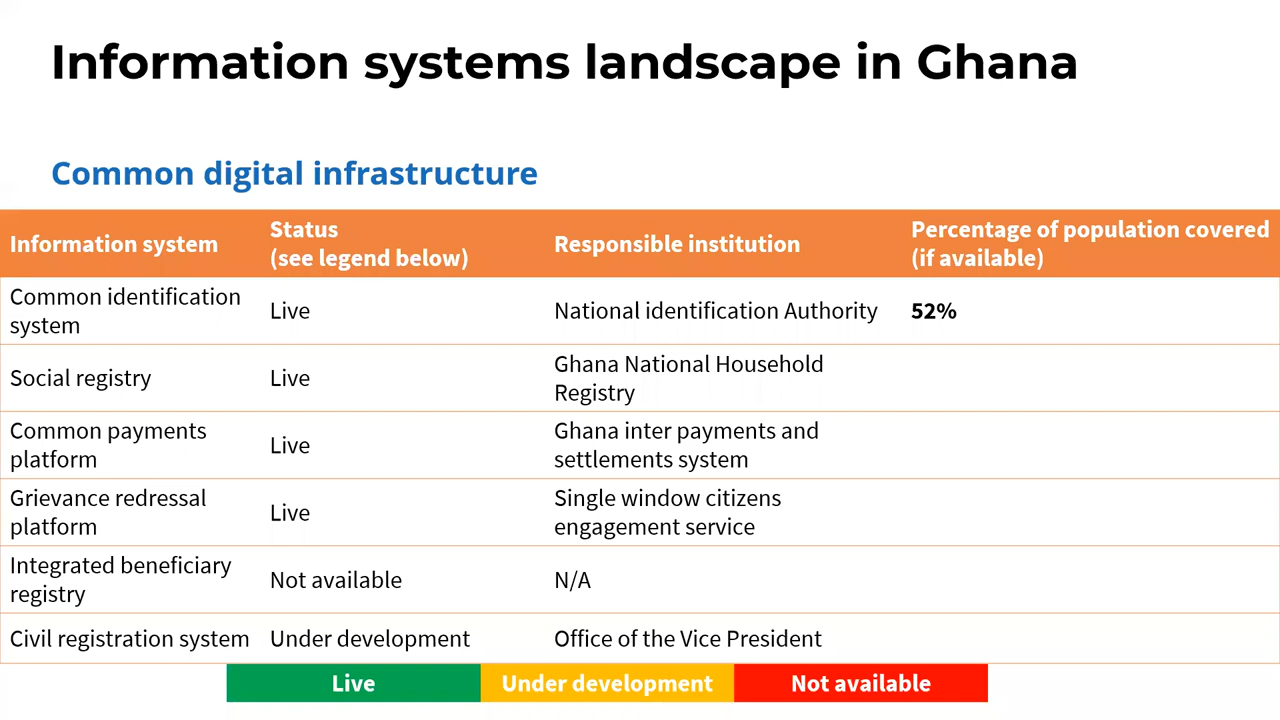 Information systems landscape in Ghana
Common digital infrastructure
Information system
Status
(see legend below)
Responsible institution
Percentage of population covered
(if available)
Common identification
system
Live
National identification Authority
52%
Social registry
Live
Ghana National Household
Registry
Common payments
platform
Live
Ghana inter payments and
settlements system
Grievance redressal
platform
Live
Single window citizens
engagement service
Integrated beneficiary
registry
Not available
N/A
Civil registration system
Under development
Office of the Vice President
Live
Under development
Not available